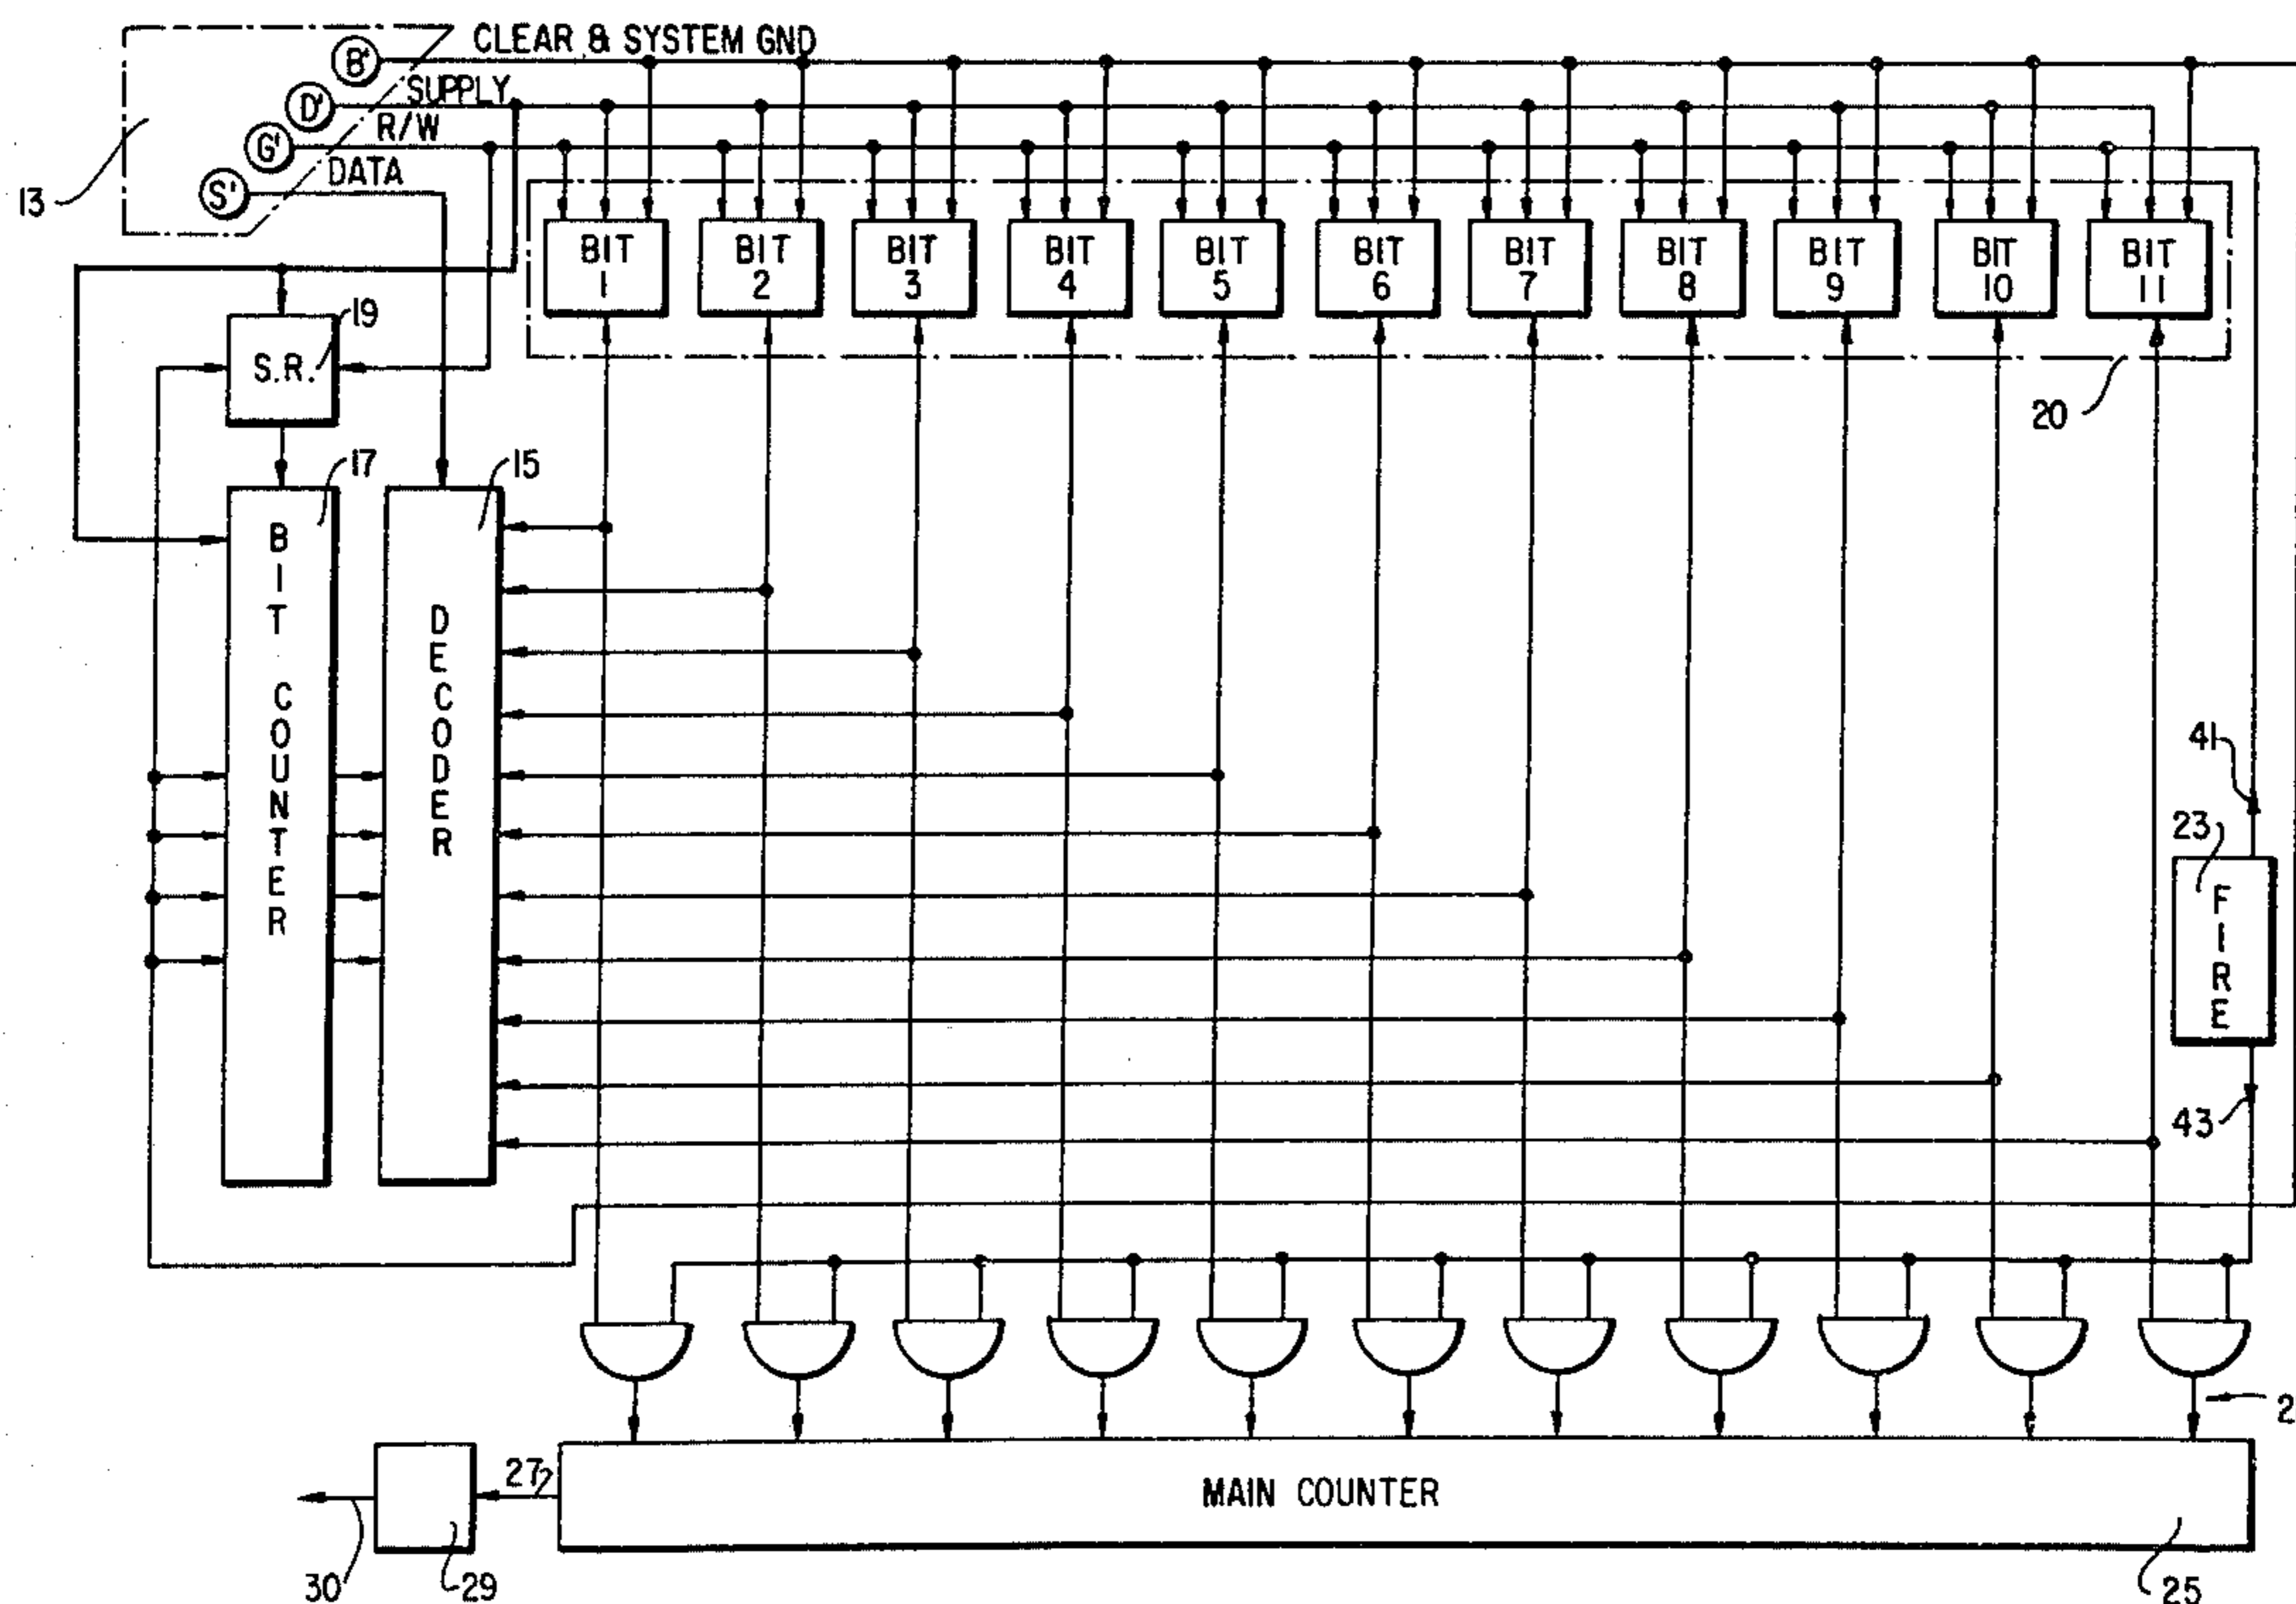 B' CLEAR & SYSTEM GND
D' SUPPLY
G' R/W
S' DATA
13
BIT 1
BIT 2
BIT 3
BIT 4
BIT 5
BIT 6
BIT 7
BIT 8
BIT 9
BIT 10
BIT 11
19
S.R.
20
17
15
BIT COUNTER
DECODER
41
23
FIRE
43
2
27
MAIN COUNTER
30
29
25